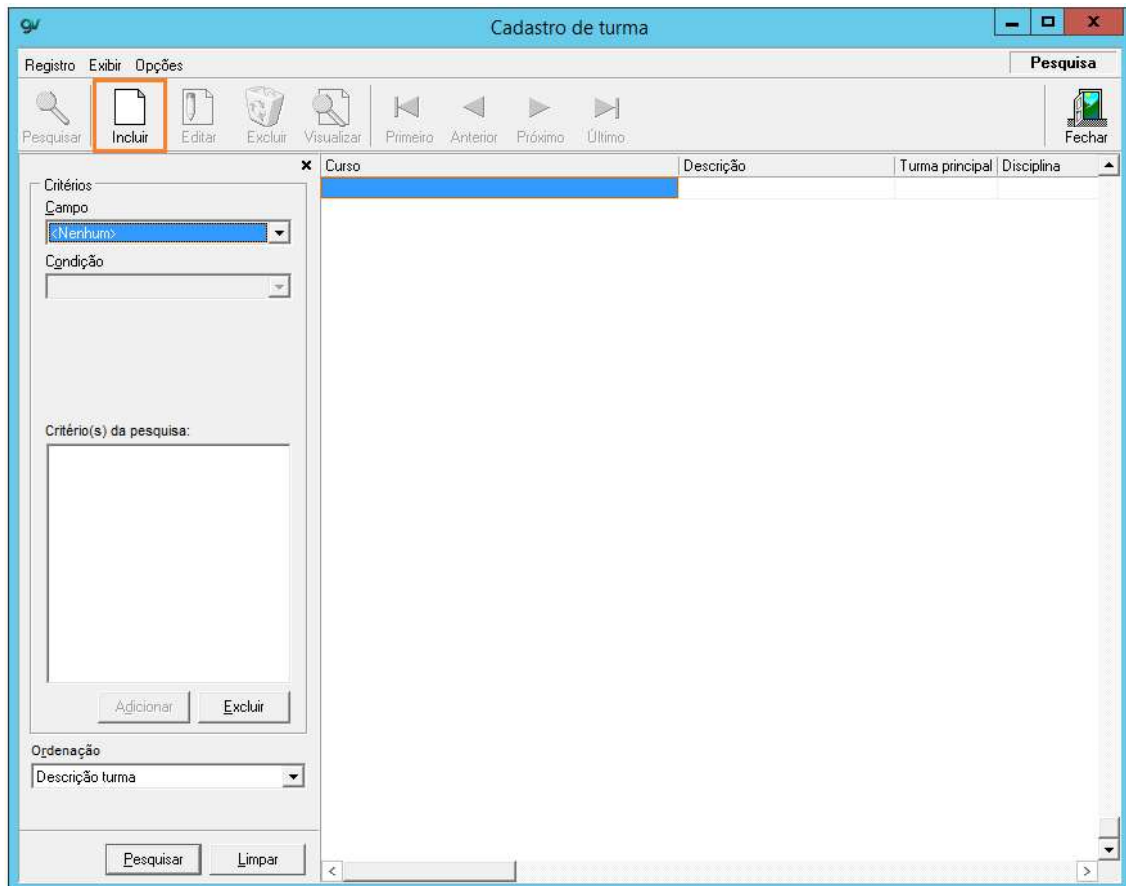 gv
Cadastro de turma
Registro Exibir Opções
Pesquisa
Pesquisar Incluir Editar Excluir Visualizar Primeiro Anterior Próximo Último Fechar
Curso Descrição Turma principal Disciplina
Critérios
Campo
<Nenhum>
Condição
Critério(s) da pesquisa:
Adicionar Excluir
Ordenação
Descrição turma
Pesquisar Limpar